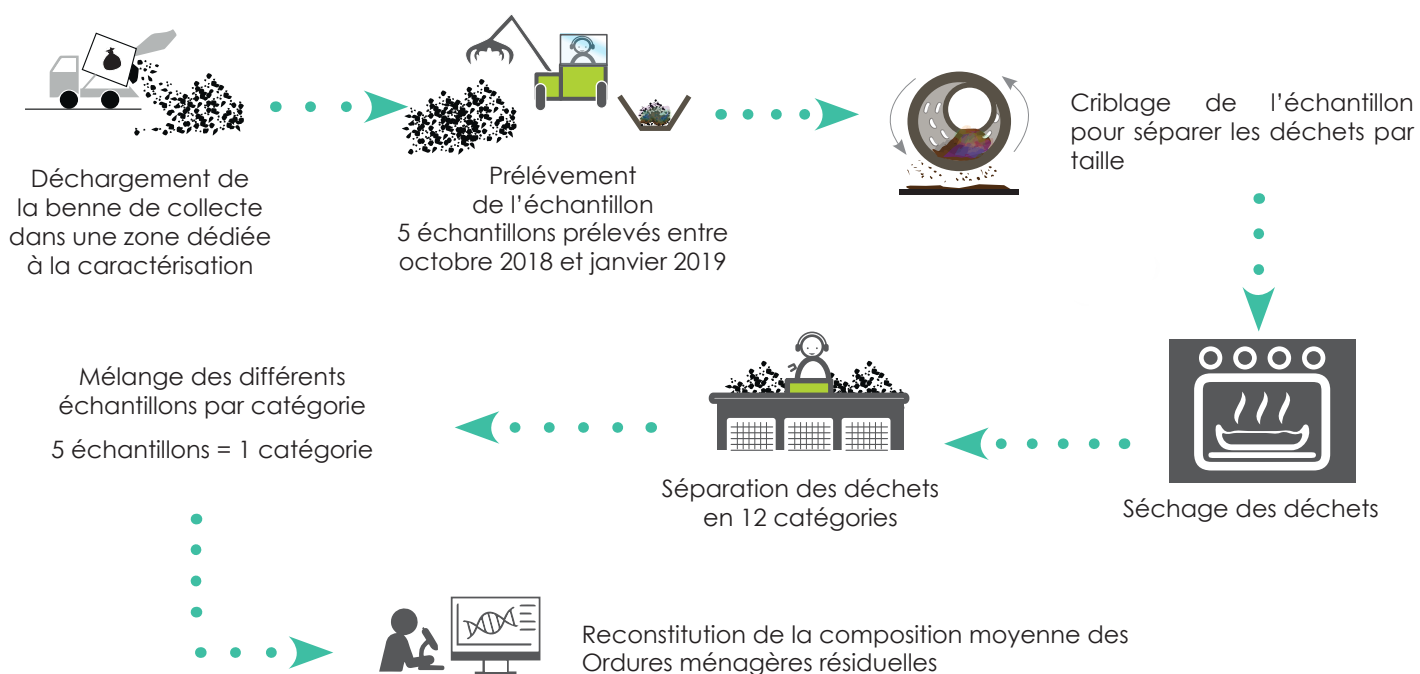 Déchargement de
la benne de collecte
dans une zone dédiée
à la caractérisation
Prélévement
de l'échantillon
5 échantillons prélevés entre
octobre 2018 et janvier 2019
Criblage de l'échantillon
pour séparer les déchets par
taille
Séchage des déchets
Séparation des déchets
en 12 catégories
Mélange des différents
échantillons par catégorie
5 échantillons = 1 catégorie
Reconstitution de la composition moyenne des
Ordures ménagères résiduelles